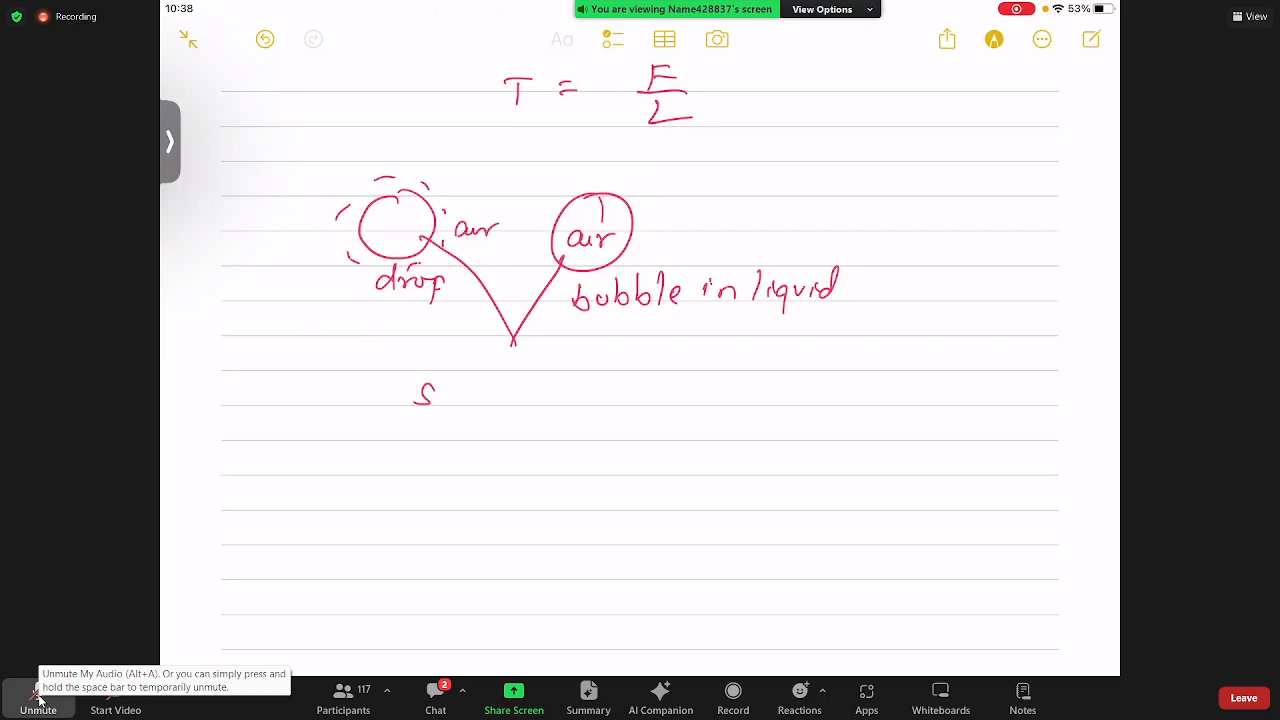 10:38
Recording
You are viewing Name428837's screen
View Options
53%
View
Aa
T = F
L
air
air
drop
bubble in liquid
S
Unmute My Audio (Alt+A). Or you can simply press and
hold the space bar to temporarily unmute.
Unmute
Start Video
117
Participants
2
Chat
Share Screen
Summary
AI Companion
Record
Reactions
Apps
Whiteboards
Notes
Leave